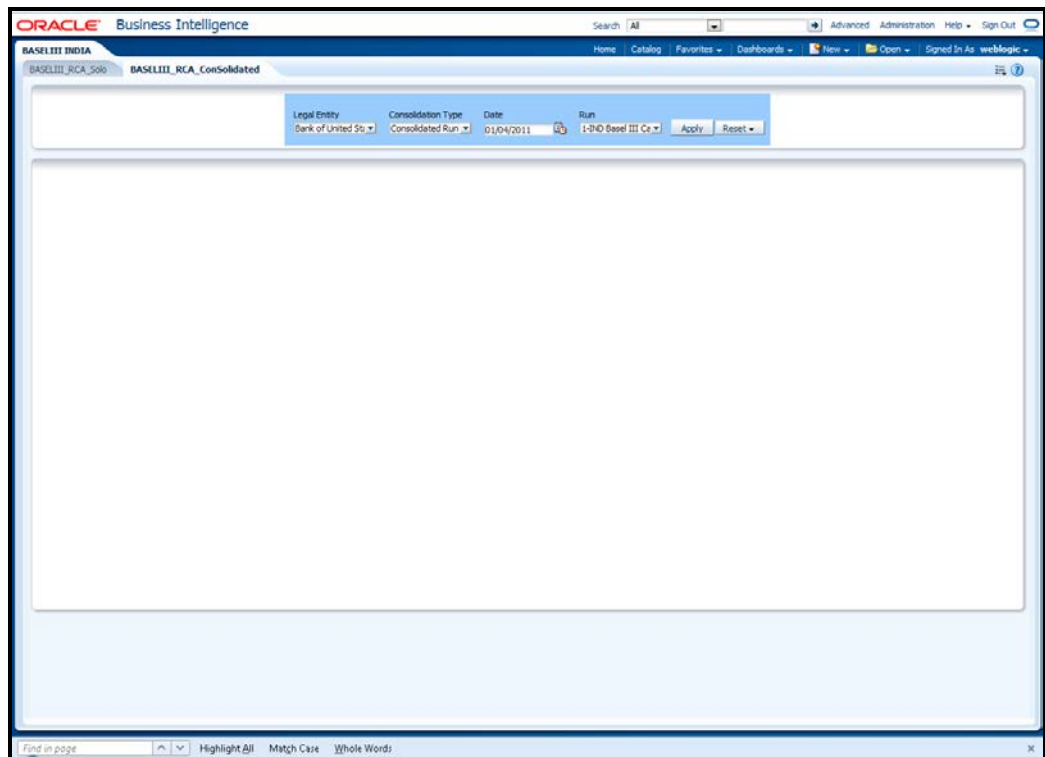 ORACLE Business Intelligence Search All Advanced Administration Help Sign Out
BASELIII INDIA Home Catalog Favorites Dashboards New Open Signed In As weblogic
BASELIII_RCA_Solo BASELIII_RCA_ConSolidated
Legal Entity Consolidation Type Date Run
Bank of United Sta Consolidated Run 01/04/2011 1-IND Basel III Ca Apply Reset
Find in page Highlight All Match Case Whole Words